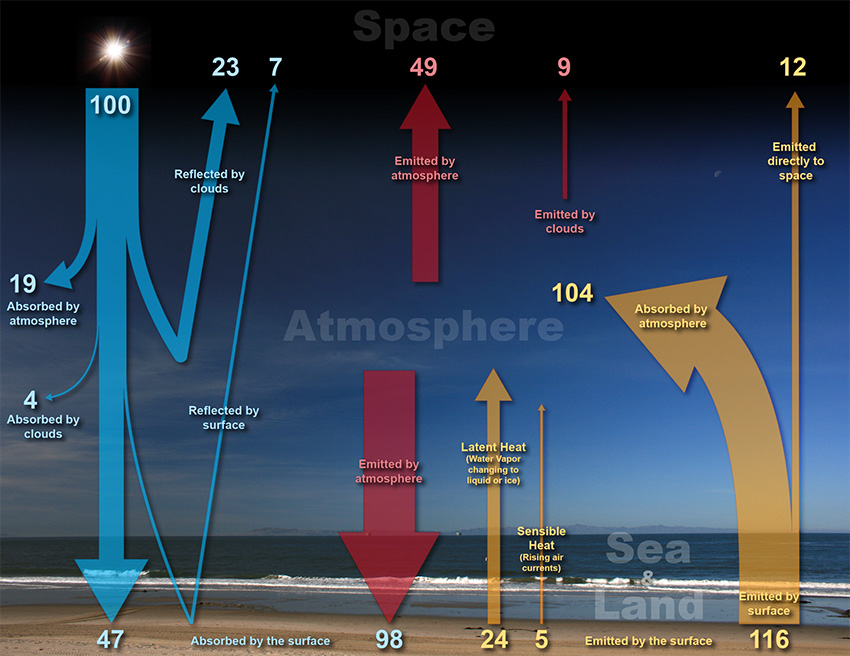 Space
23
7
49
9
12
100
Reflected by
clouds
Emitted by
atmosphere
Emitted
directly to
space
Emitted by
clouds
19
Absorbed by
atmosphere
104
Absorbed by
atmosphere
Atmosphere
4
Absorbed by
clouds
Reflected by
surface
Emitted by
atmosphere
Latent Heat
(Water Vapor
changing to
liquid or ice)
Sensible
Heat
(Rising air
currents)
Sea
&
Land
Emitted by
surface
47
Absorbed by the surface
98
24
5
Emitted by the surface
116